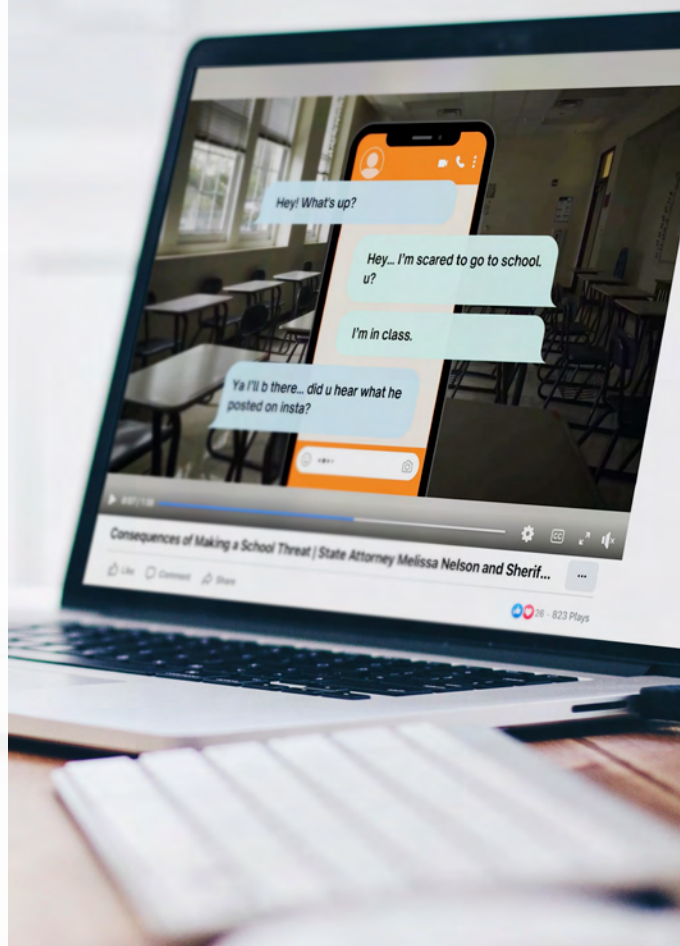 Hey! What's up?
Hey... I'm scared to go to school.
u?
I'm in class.
Ya I'll b there... did u hear what he
posted on insta?
CC
Consequences of Making a School Threat | State Attorney Melissa Nelson and Sherif...
Like Comment Share
26 · 823 Plays